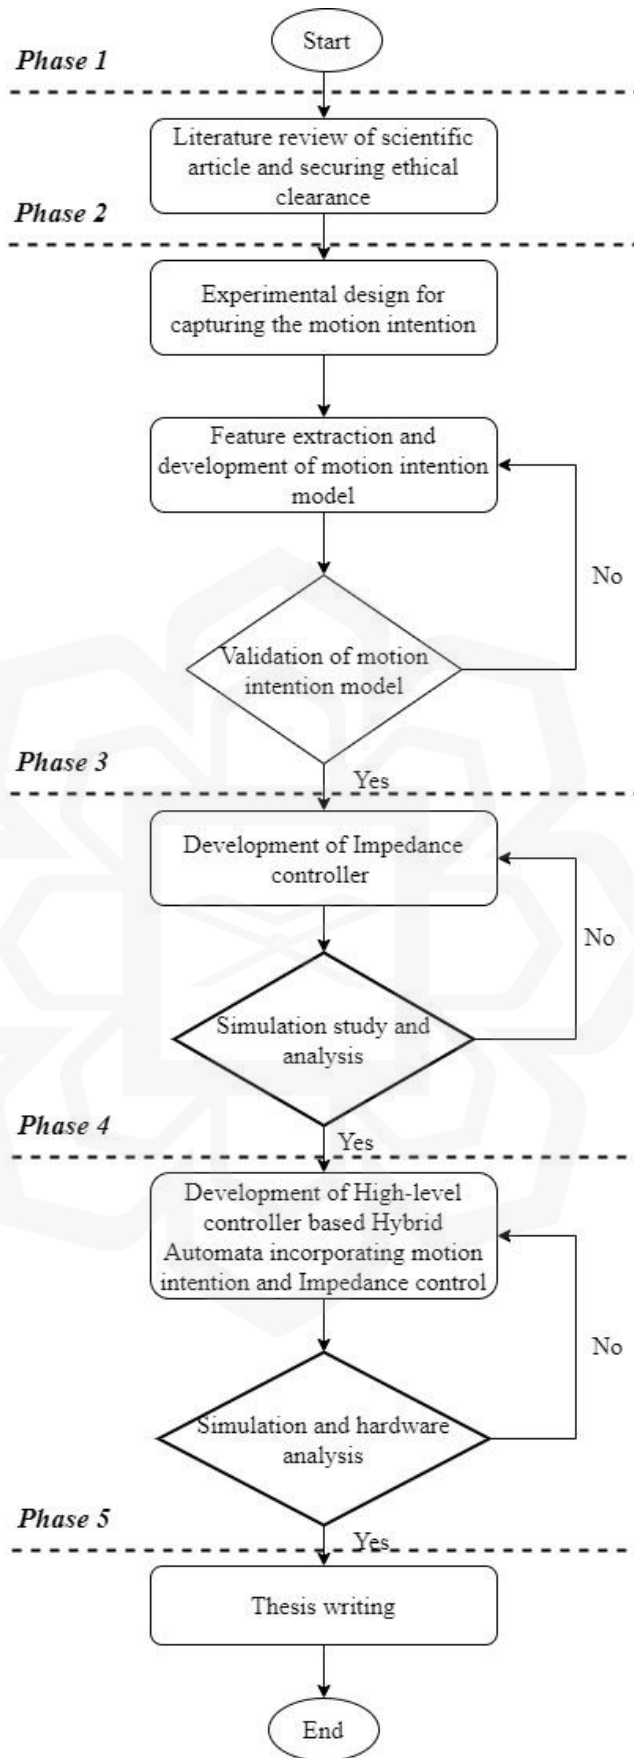 Start
Phase 1
Literature review of scientific
article and securing ethical
clearance
Phase 2
Experimental design for
capturing the motion intention
Feature extraction and
development of motion intention
model
No
Validation of motion
intention model
Phase 3
Yes
Development of Impedance
controller
No
Simulation study and
analysis
Phase 4
Yes
Development of High-level
controller based Hybrid
Automata incorporating motion
intention and Impedance control
No
Simulation and hardware
analysis
Phase 5
Yes
Thesis writing
End